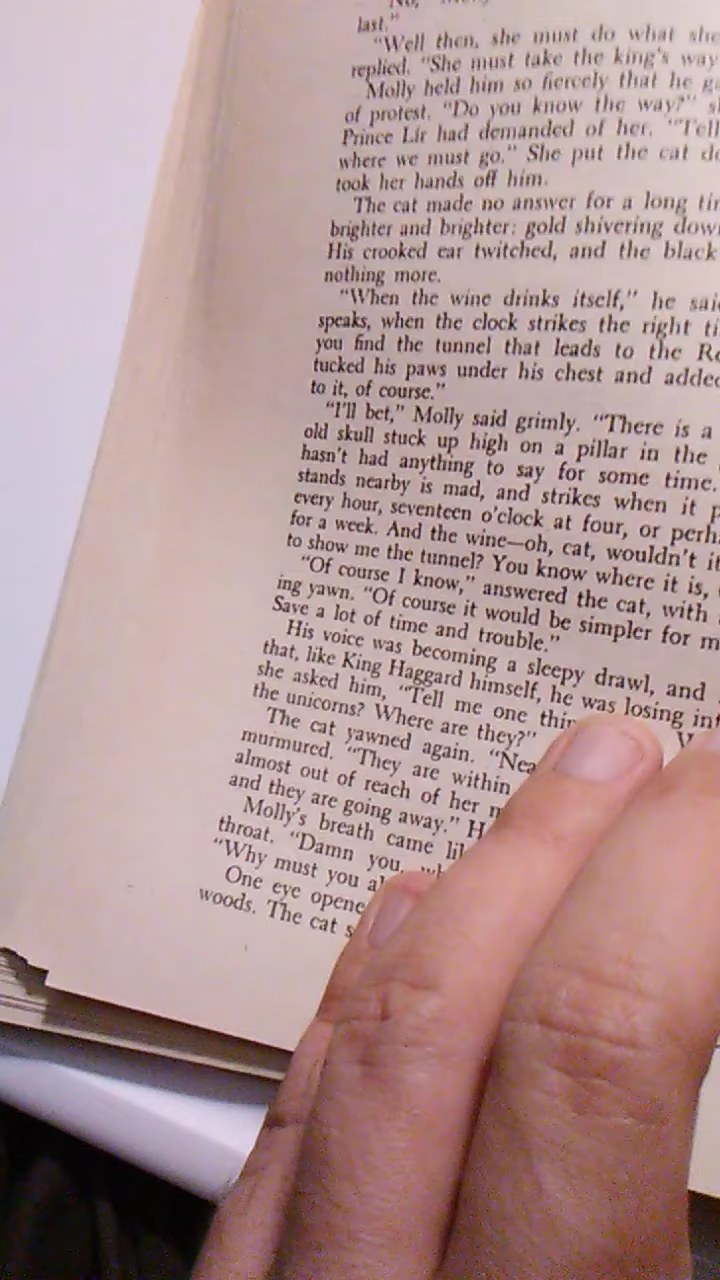 last."
"Well then, she must do what she
replied. "She must take the king's way
Molly held him so fiercely that he
of protest. "Do you know the way?"
Prince Lír had demanded of her. "Tell
where we must go." She put the cat
took her hands off him.
The cat made no answer for a long
brighter and brighter: gold shivering down
His crooked ear twitched, and the black
nothing more.
"When the wine drinks itself," he said
speaks, when the clock strikes the right
you find the tunnel that leads to the
tucked his paws under his chest and added
to it, of course."
"I'll bet," Molly said grimly. "There is a
old skull stuck up high on a pillar in the
hasn't had anything to say for some time.
stands nearby is mad, and strikes when it
every hour, seventeen o'clock at four, or
for a week. And the wine—oh, cat, wouldn't it
to show me the tunnel? You know where it is,
"Of course I know," answered the cat, with
ing yawn. "Of course it would be simpler for
Save a lot of time and trouble."
His voice was becoming a sleepy drawl, and
that, like King Haggard himself, he was losing
she asked him, "Tell me one
the unicorns? Where are they?"
The cat yawned again.
murmured. "They are within
almost out of reach of her
and they are going away."
Molly's breath came
throat. "Damn you,
"Why must you
One eye
woods. The cat